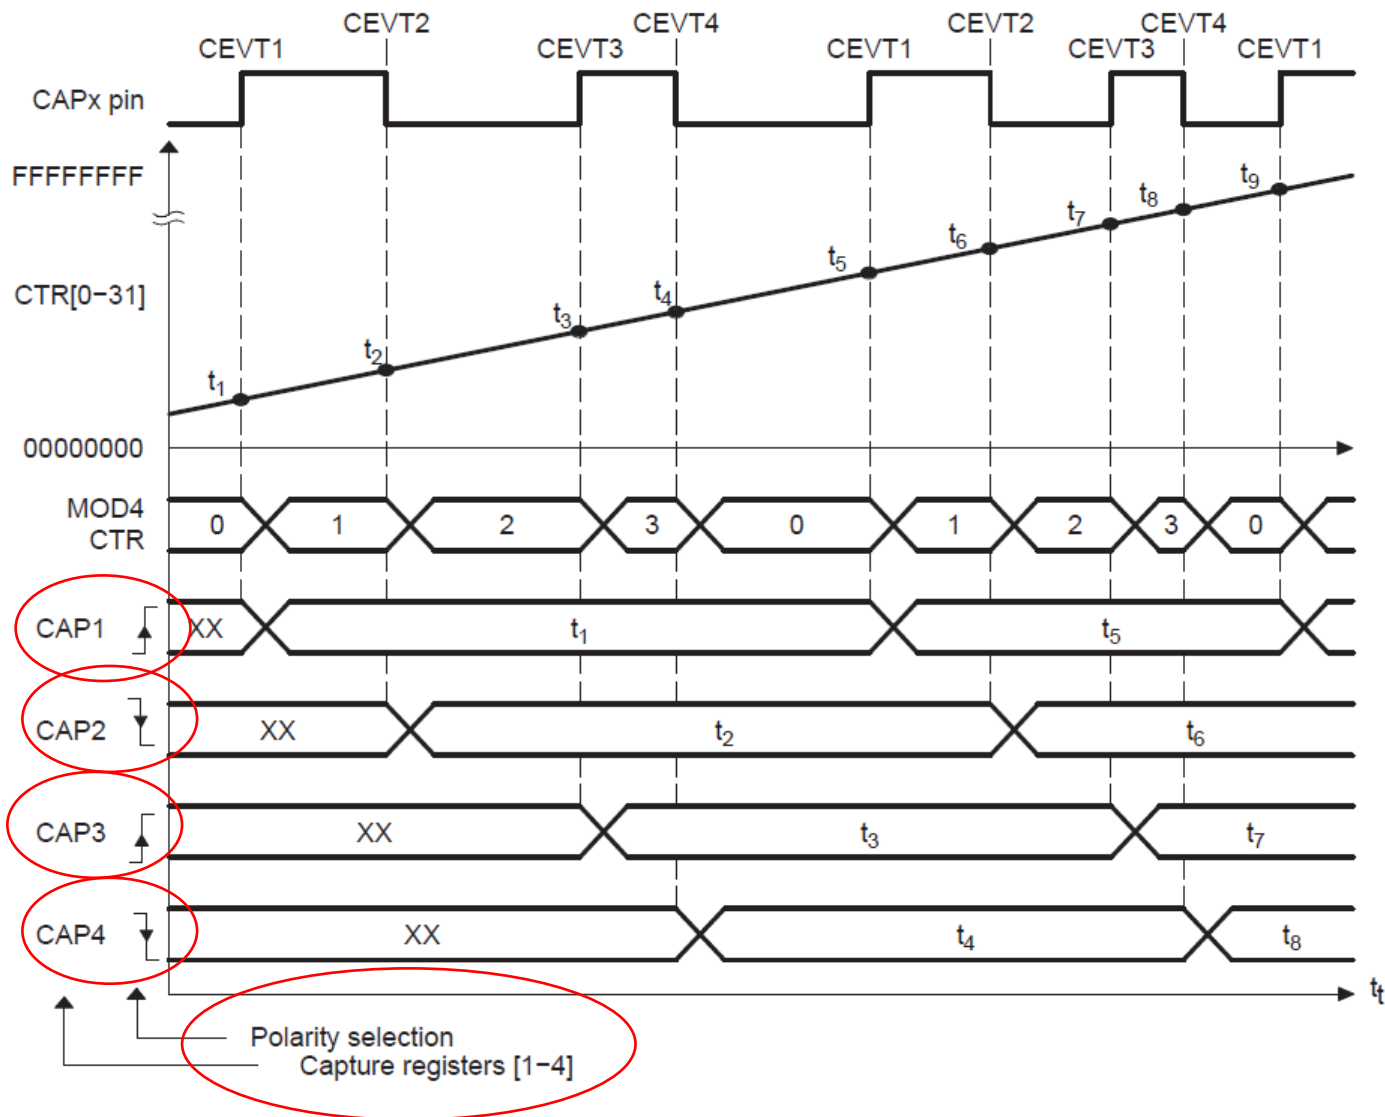 CEVT2 CEVT4 CEVT2 CEVT4
CEVT1 CEVT3 CEVT1 CEVT3 CEVT1
CAPx pin
FFFFFFFF
t9
t8
t7
t6
t5
CTR[0−31]
t4
t3
t2
t1
00000000
MOD4
CTR
0 1 2 3 0 1 2 3 0
CAP1 XX t1 t5
CAP2 XX t2 t6
CAP3 XX t3 t7
CAP4 XX t4 t8
tt
Polarity selection
Capture registers [1−4]